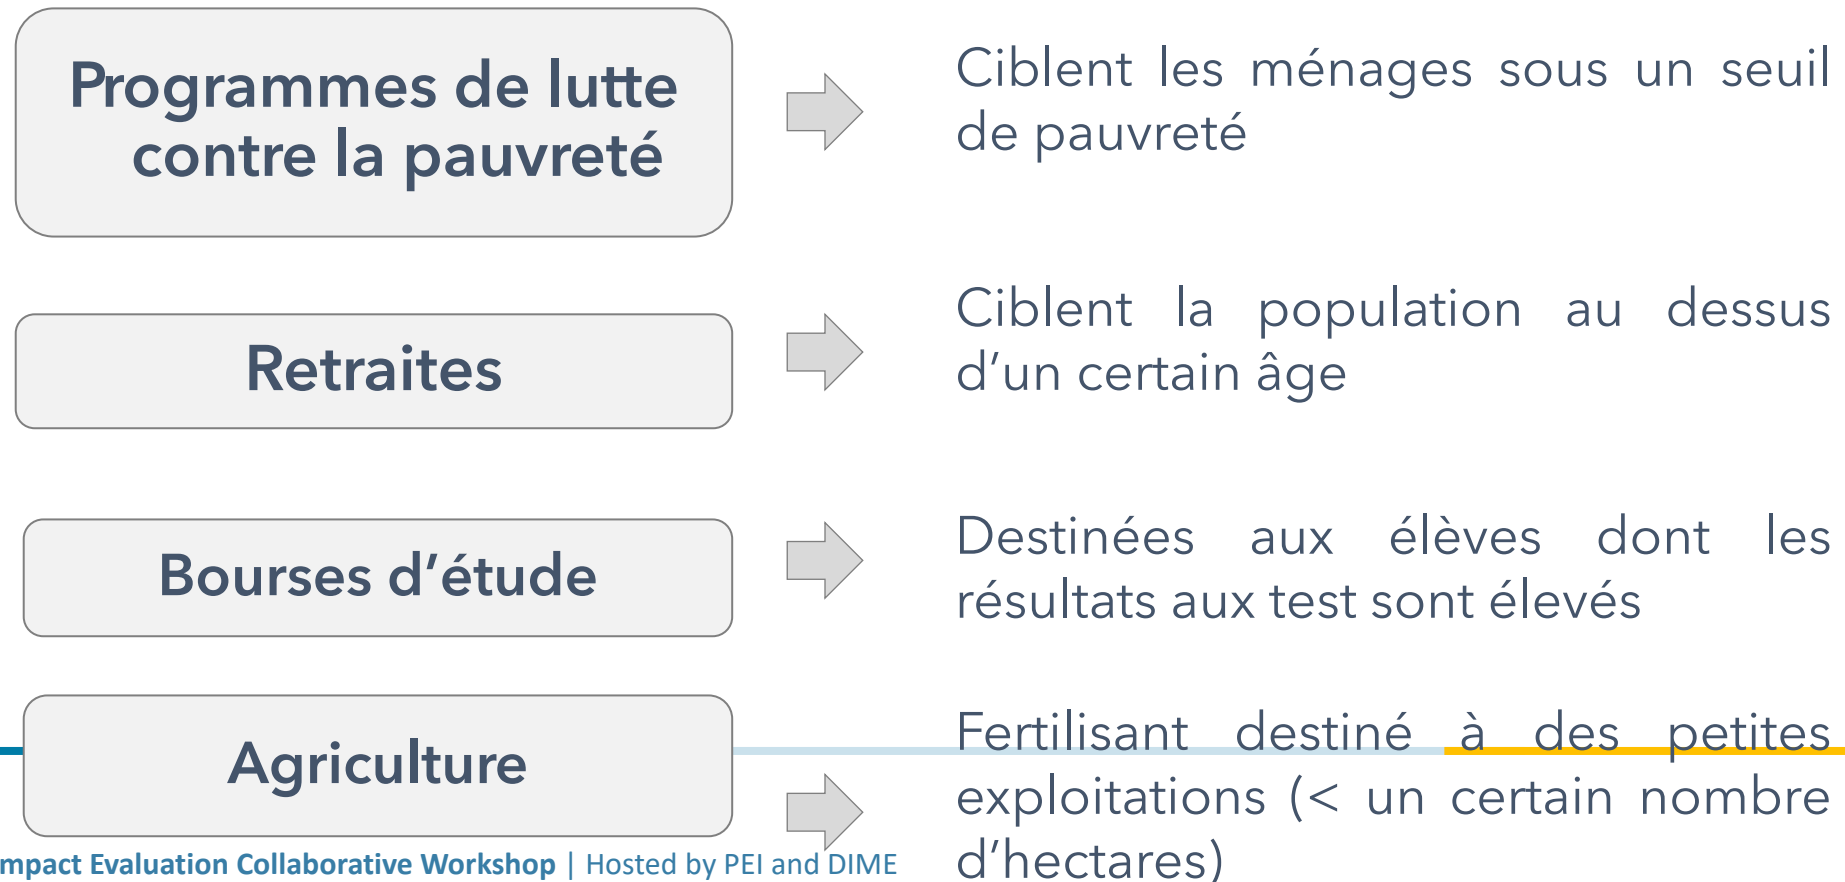 Programmes de lutte
contre la pauvreté
Ciblent les ménages sous un seuil
de pauvreté
Retraites
Ciblent la population au dessus
d’un certain âge
Bourses d’étude
Destinées aux élèves dont les
résultats aux test sont élevés
Agriculture
Fertilisant destiné à des petites
exploitations (< un certain nombre
d’hectares)
mpact Evaluation Collaborative Workshop | Hosted by PEI and DIME